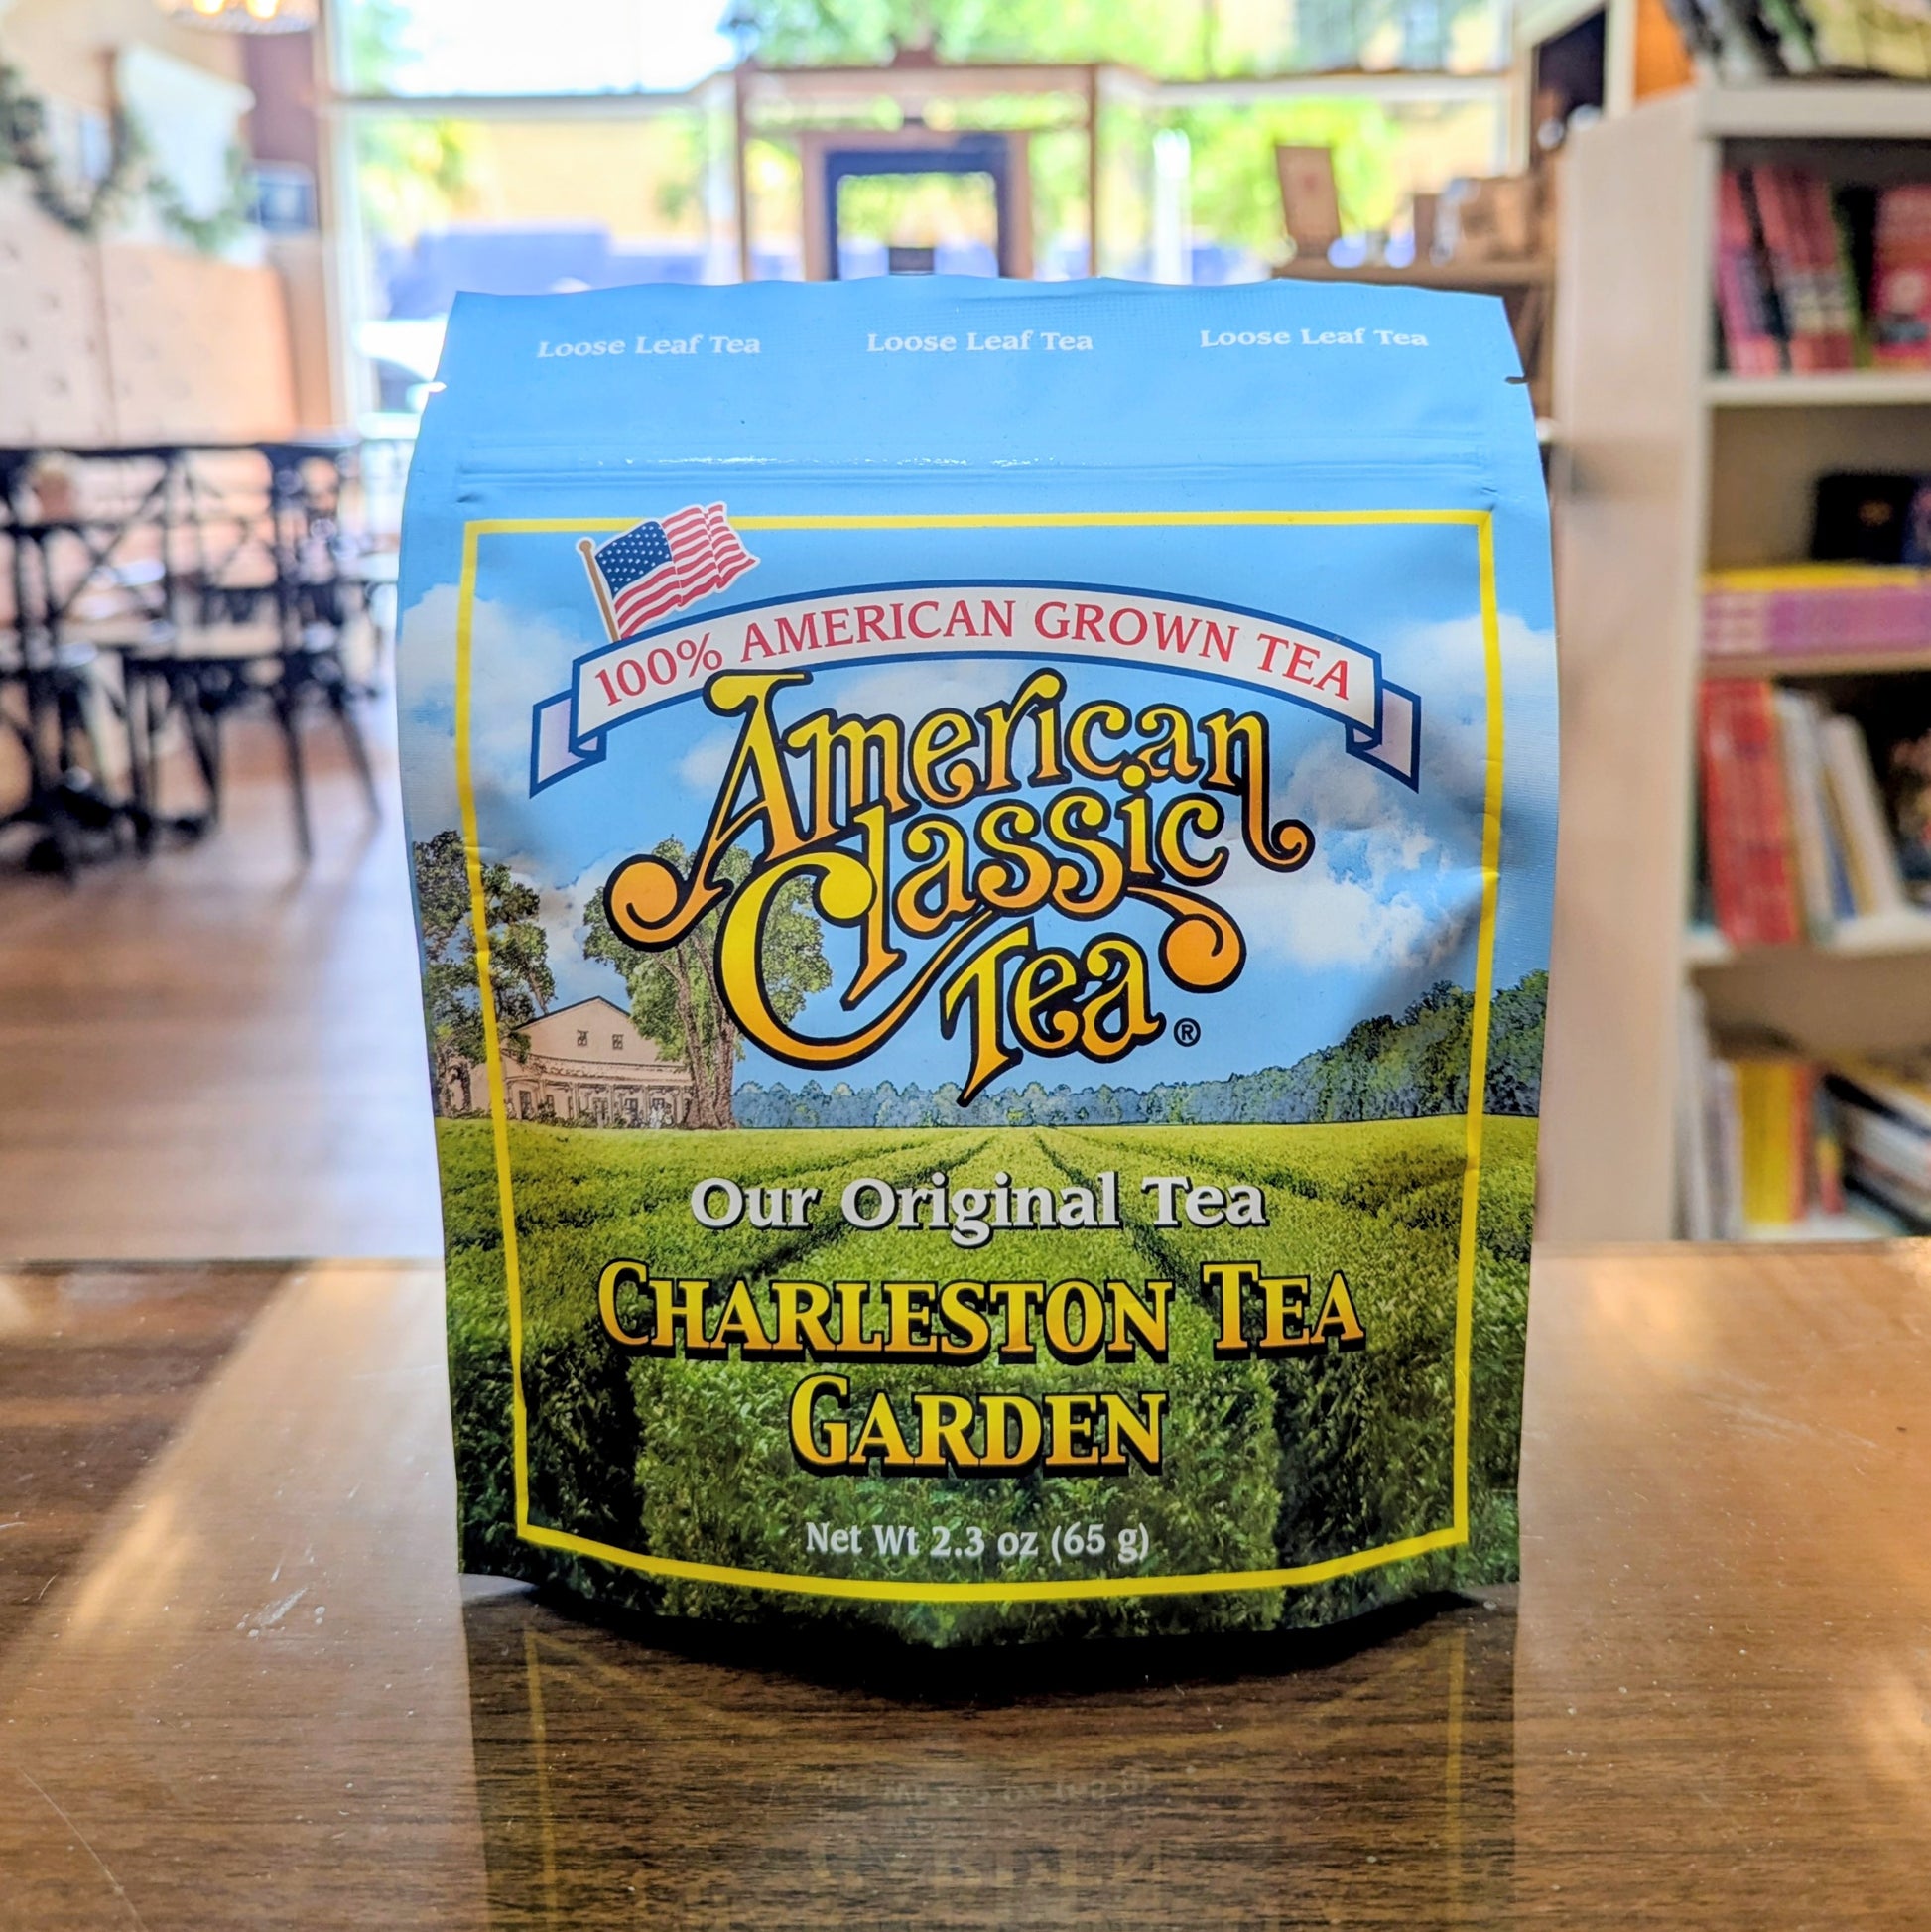 Loose Leaf Tea Loose Leaf Tea Loose Leaf Tea
100% AMERICAN GROWN TEA
American
Classic
Tea®
Our Original Tea
CHARLESTON TEA
GARDEN
Net Wt 2.3 oz (65 g)